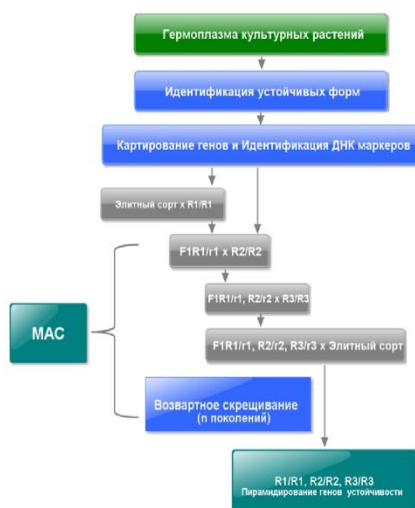 Гермоплазма культурных растений
Идентификация устойчивых форм
Картирование генов и Идентификация ДНК маркеров
Элитный сорт x R1/R1
F1R1/r1 x R2/R2
F1R1/r1, R2/r2 x R3/R3
МАС
F1R1/r1, R2/r2, R3/r3 x Элитный сорт
Возвартное скрещивание
(n поколений)
R1/R1, R2/R2, R3/R3
Пирамидирование генов устойчивости